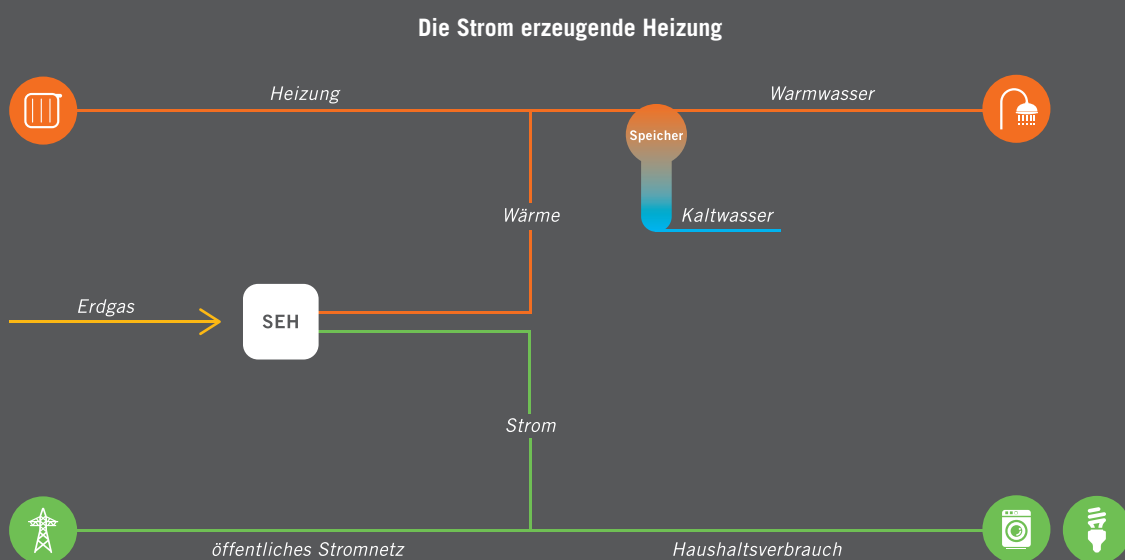 Die Strom erzeugende Heizung
Heizung
Warmwasser
Speicher
Wärme
Kaltwasser
Erdgas
SEH
Strom
öffentliches Stromnetz
Haushaltsverbrauch